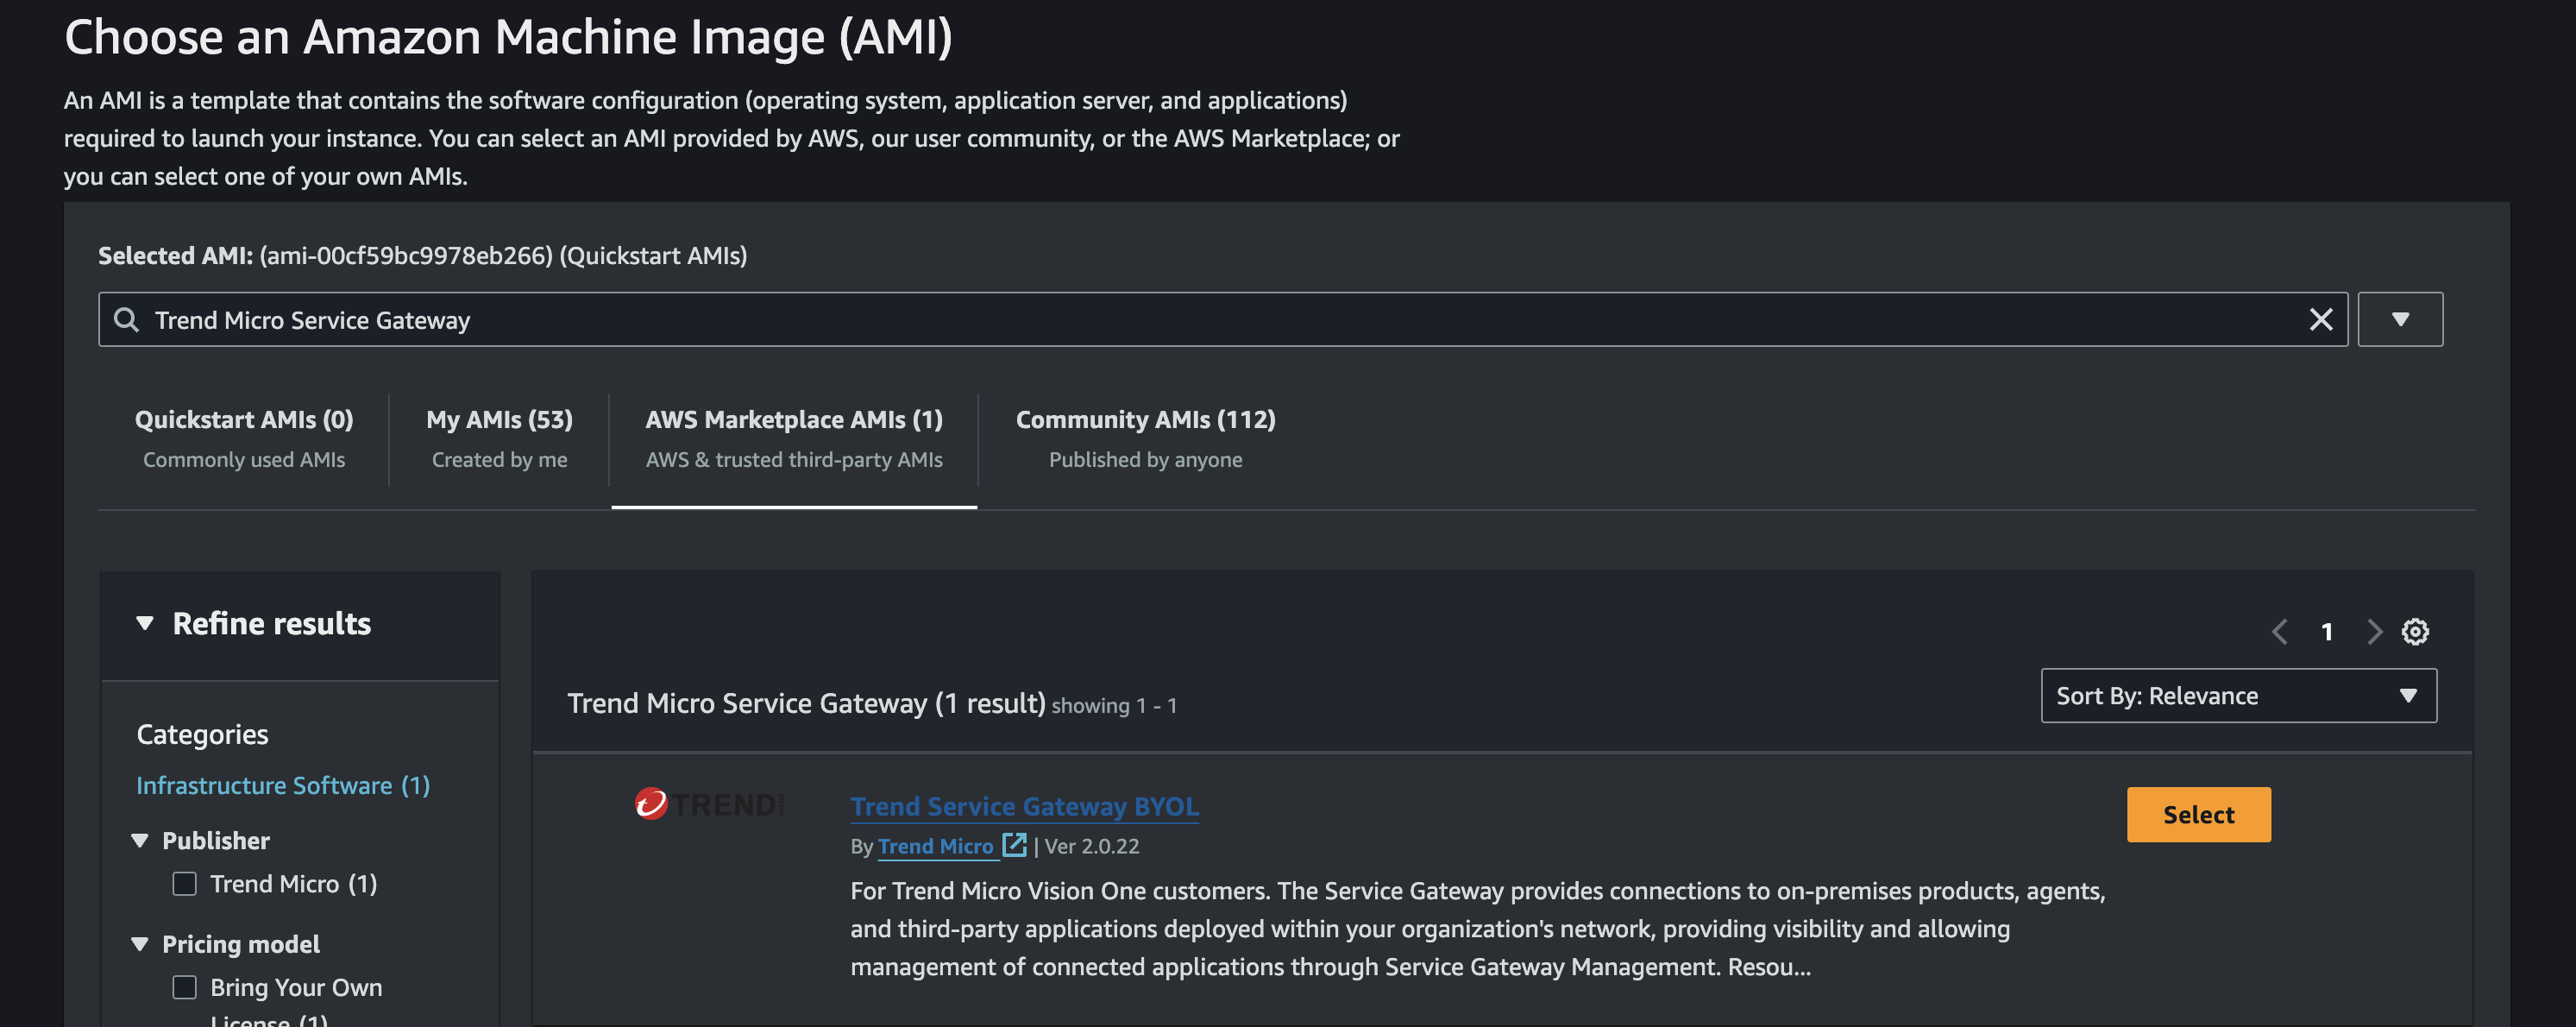 Choose an Amazon Machine Image (AMI)
An AMI is a template that contains the software configuration (operating system, application server, and applications)
required to launch your instance. You can select an AMI provided by AWS, our user community, or the AWS Marketplace; or
you can select one of your own AMIs.
Selected AMI: (ami-00cf59bc9978eb266) (Quickstart AMIs)
Trend Micro Service Gateway
Quickstart AMIs (0)
Commonly used AMIs
My AMIs (53)
Created by me
AWS Marketplace AMIs (1)
AWS & trusted third-party AMIs
Community AMIs (112)
Published by anyone
Refine results
Categories
Infrastructure Software (1)
Publisher
Trend Micro (1)
Pricing model
Bring Your Own
License (1)
1
Trend Micro Service Gateway (1 result) showing 1 - 1
Sort By: Relevance
TREND
Trend Service Gateway BYOL
By Trend Micro | Ver 2.0.22
For Trend Micro Vision One customers. The Service Gateway provides connections to on-premises products, agents,
and third-party applications deployed within your organization's network, providing visibility and allowing
management of connected applications through Service Gateway Management. Resou...
Select